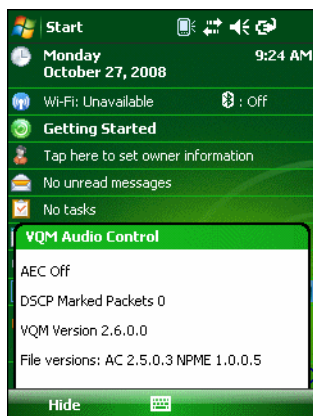 Start
Monday 9:24 AM
October 27, 2008
Wi-Fi: Unavailable : Off
Getting Started
Tap here to set owner information
No unread messages
No tasks
VQM Audio Control
AEC Off
DSCP Marked Packets 0
VQM Version 2.6.0.0
File versions: AC 2.5.0.3 NPME 1.0.0.5
Hide